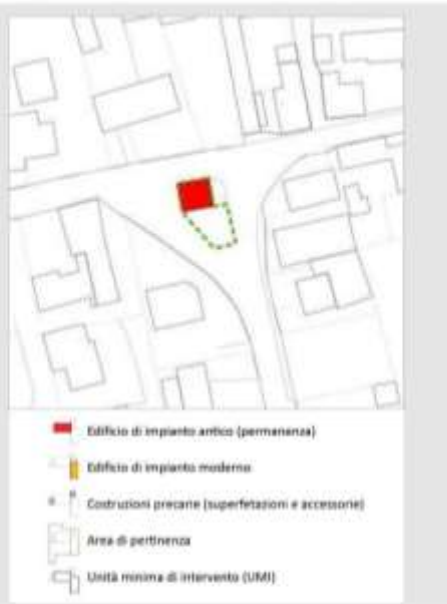 Edificio di impianto antico (permanenza)
Edificio di impianto moderno
Costruzioni precarie (superfetazioni e accessorie)
Area di pertinenza
Unità minima di intervento (UMI)